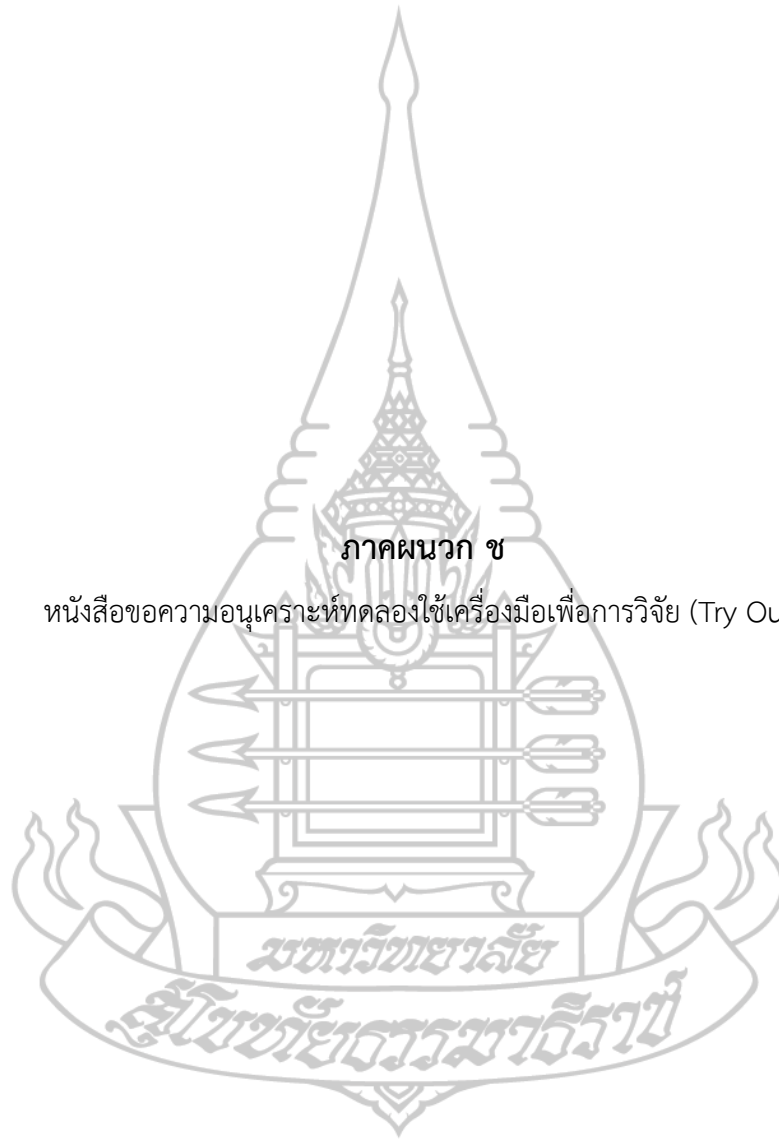 ภาคผนวก ช
หนังสือขอความอนุเคราะห์ทดลองใช้เครื่องมือเพื่อการวิจัย (Try Ou
มหาวิทยาลัย
สุโขทัยธรรมาธิราช